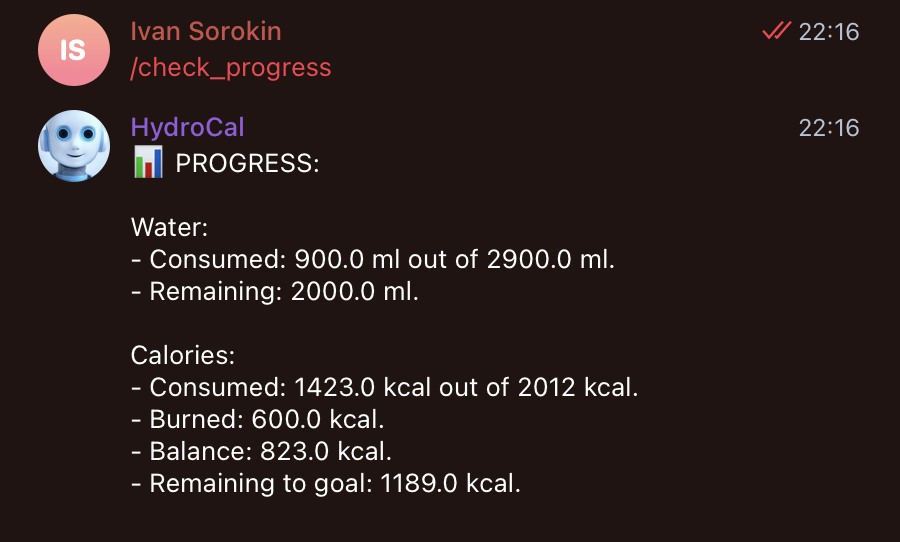 IS
Ivan Sorokin
22:16
/check_progress
HydroCal
22:16
PROGRESS:
Water:
- Consumed: 900.0 ml out of 2900.0 ml.
- Remaining: 2000.0 ml.
Calories:
- Consumed: 1423.0 kcal out of 2012 kcal.
- Burned: 600.0 kcal.
- Balance: 823.0 kcal.
- Remaining to goal: 1189.0 kcal.